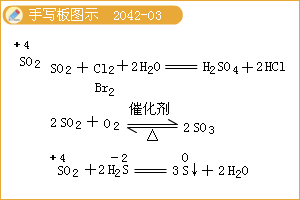 手写板图示 2042-03
+4
SO2 SO2 + Cl2 + 2H2O ═══ H2SO4 + 2HCl
Br2
催化剂
2SO2 + O2 ⇌ 2SO3
△
+4 -2 0
SO2 + 2H2S ═══ 3S↓ + 2H2O